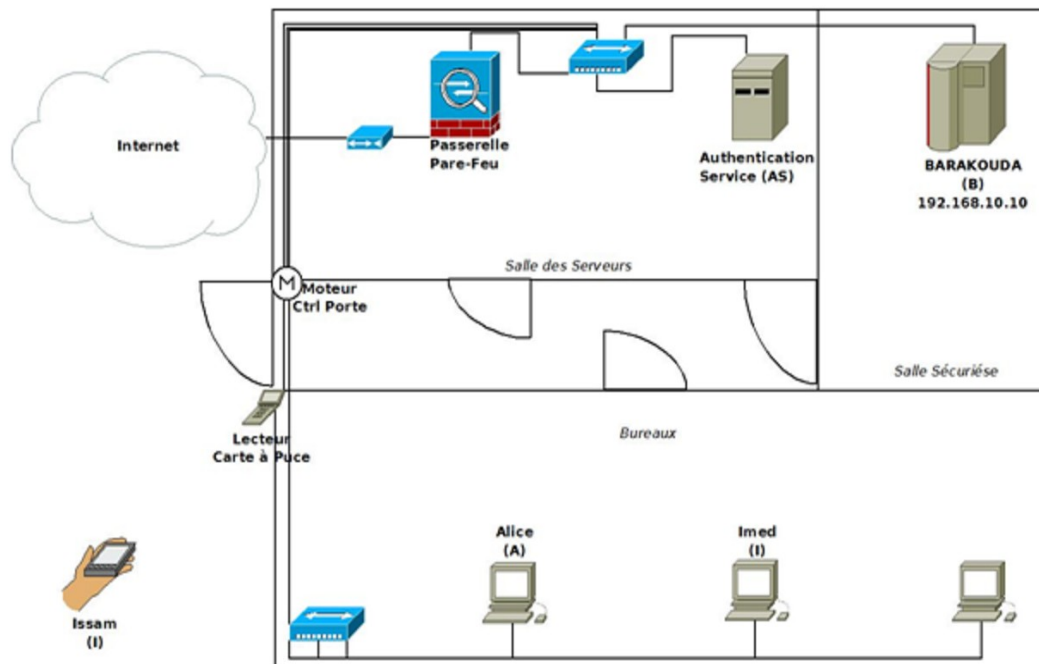 Internet
Passerelle
Pare-Feu
Authentication
Service (AS)
BARAKOUDA
(B)
192.168.10.10
Salle des Serveurs
M
Moteur
Ctrl Porte
Salle Sécuriése
Lecteur
Carte à Puce
Bureaux
Alice
(A)
Imed
(I)
Issam
(I)